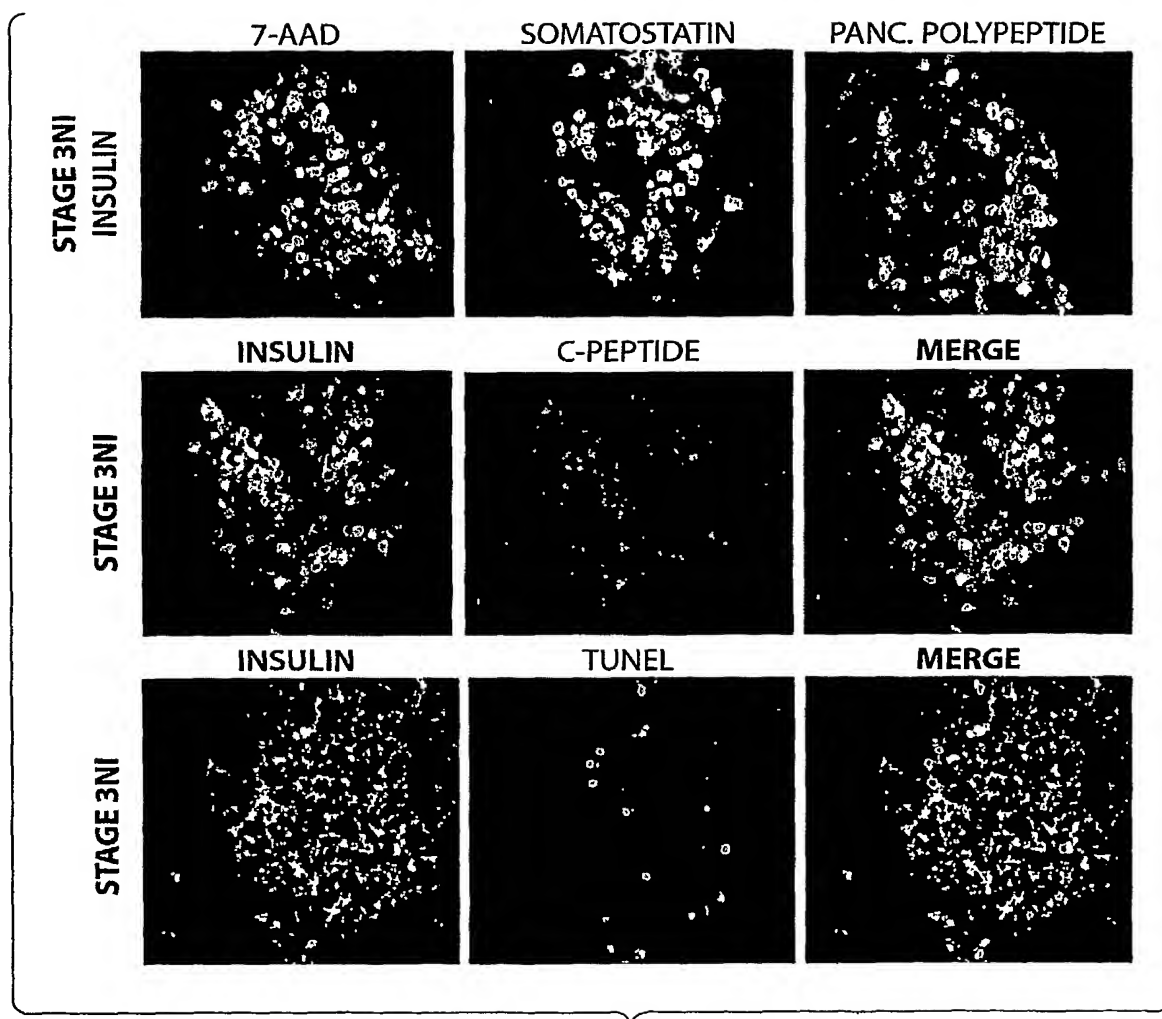 7-AAD SOMATOSTATIN PANC. POLYPEPTIDE
STAGE 3NI
INSULIN
INSULIN C-PEPTIDE MERGE
STAGE 3NI
INSULIN TUNEL MERGE
STAGE 3NI